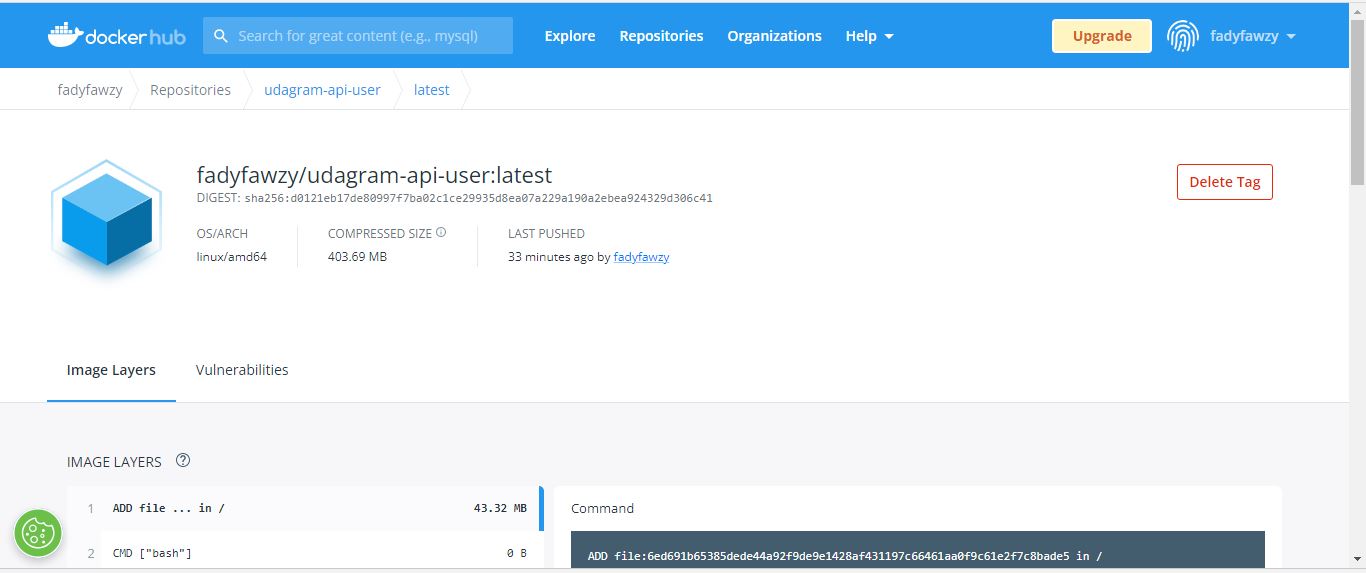 docker hub Search for great content (e.g., mysql) Explore Repositories Organizations Help Upgrade fadyfawzy
fadyfawzy Repositories udagram-api-user latest
fadyfawzy/udagram-api-user:latest
Delete Tag
DIGEST: sha256:d0121eb17de80997f7ba02c1ce29935d8ea07a229a190a2ebea924329d306c41
OS/ARCH COMPRESSED SIZE LAST PUSHED
linux/amd64 403.69 MB 33 minutes ago by fadyfawzy
Image Layers Vulnerabilities
IMAGE LAYERS
1 ADD file ... in / 43.32 MB Command
2 CMD ["bash"] 0 B ADD file:6ed691b65385dede44a92f9de9e1428af431197c66461aa0f9c61e2f7c8bade5 in /